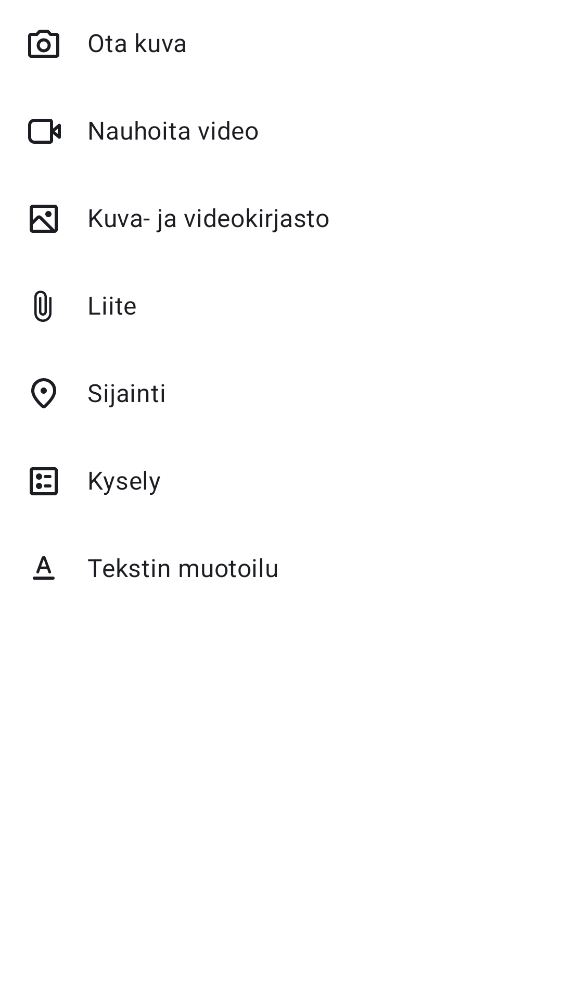 Ota kuva
Nauhoita video
Kuva- ja videokirjasto
Liite
Sijainti
Kysely
Tekstin muotoilu